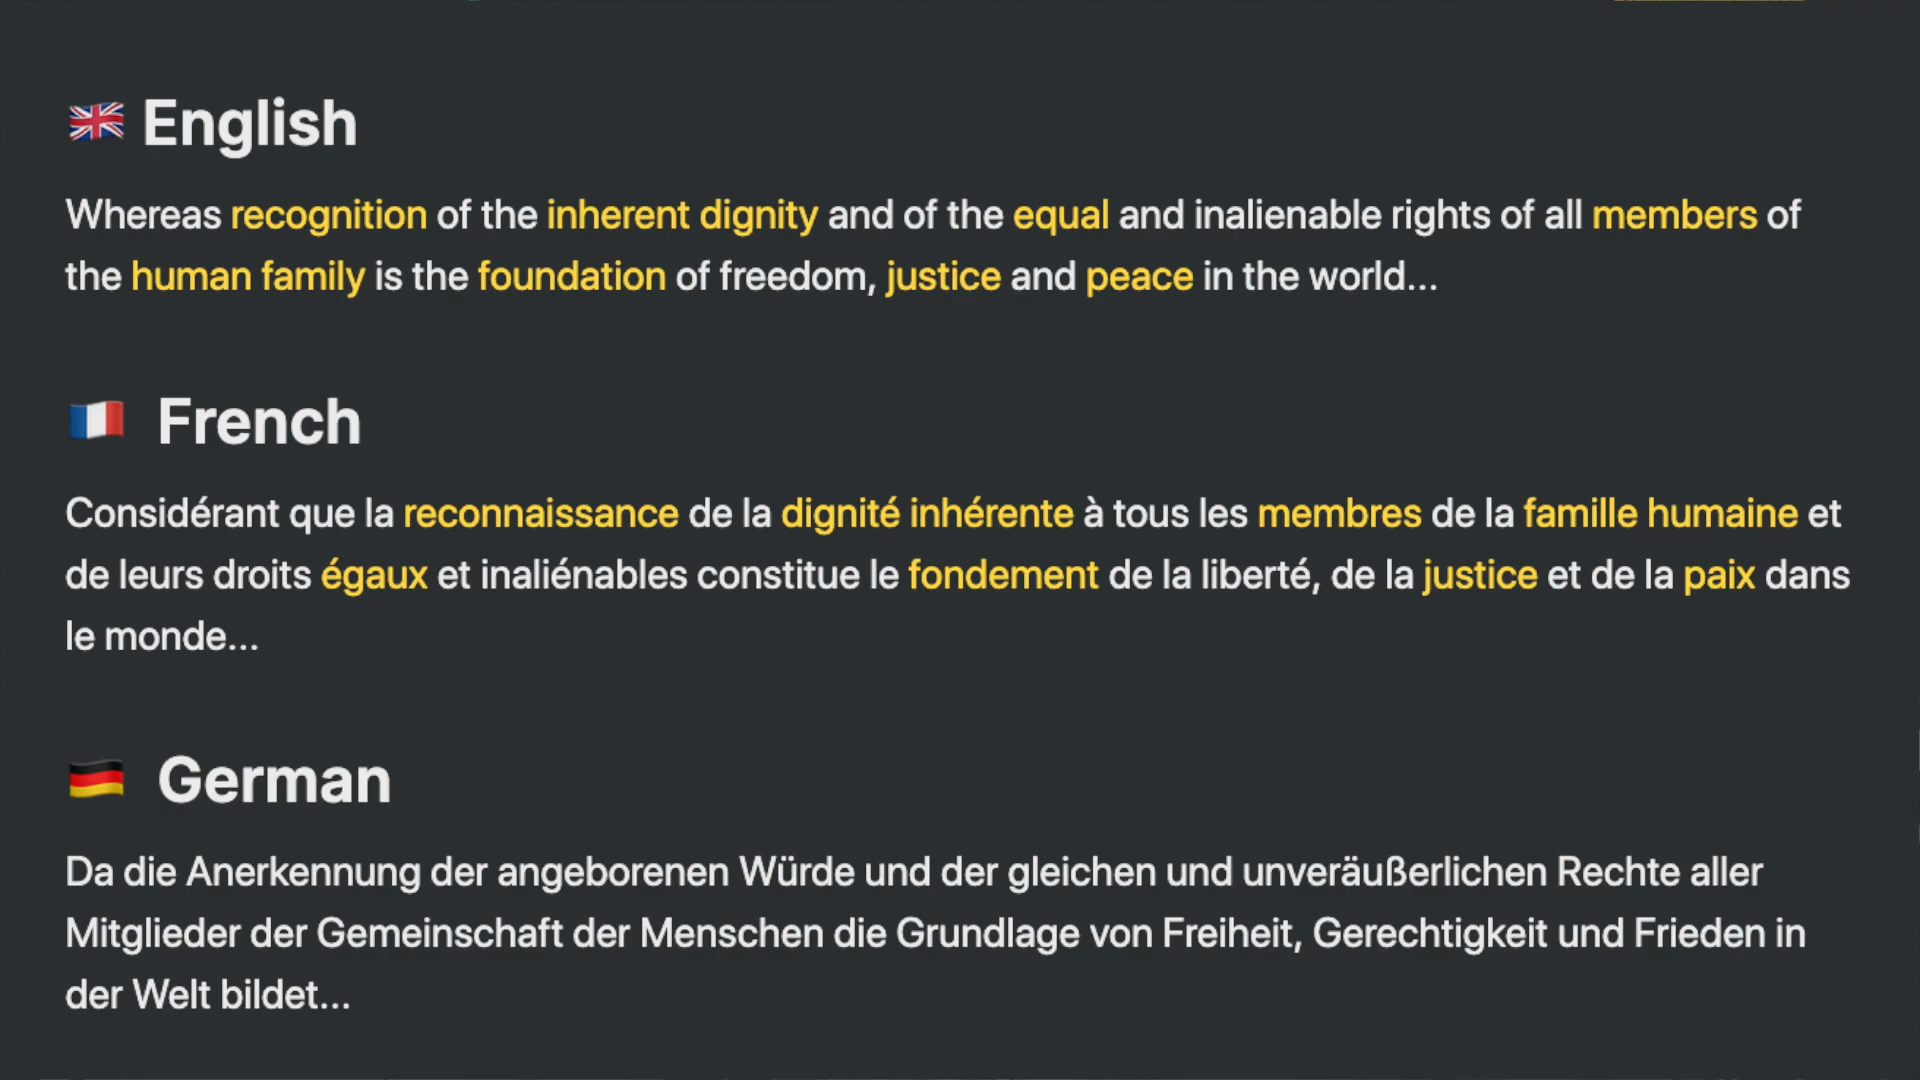 English
Whereas recognition of the inherent dignity and of the equal and inalienable rights of all members of
the human family is the foundation of freedom, justice and peace in the world...
French
Considérant que la reconnaissance de la dignité inhérente à tous les membres de la famille humaine et
de leurs droits égaux et inaliénables constitue le fondement de la liberté, de la justice et de la paix dans
le monde...
German
Da die Anerkennung der angeborenen Würde und der gleichen und unveräußerlichen Rechte aller
Mitglieder der Gemeinschaft der Menschen die Grundlage von Freiheit, Gerechtigkeit und Frieden in
der Welt bildet...